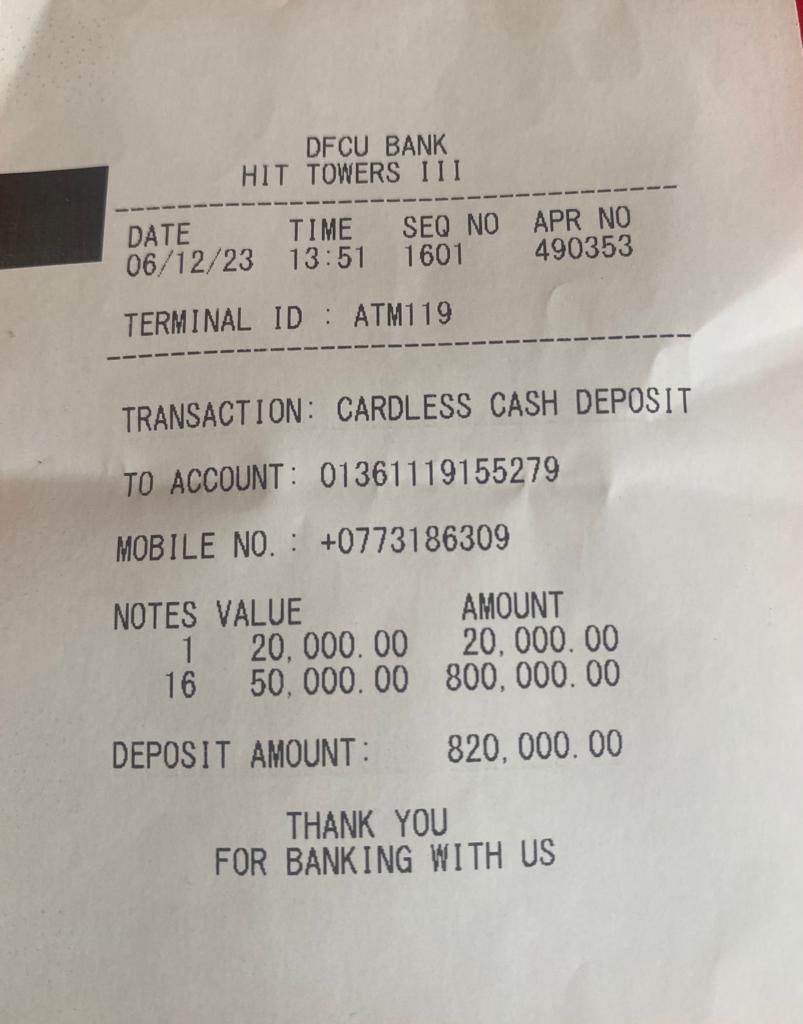 DFCU BANK
HIT TOWERS III
DATE TIME SEQ NO APR NO
06/12/23 13:51 1601 490353
TERMINAL ID : ATM119
TRANSACTION: CARDLESS CASH DEPOSIT
TO ACCOUNT: 01361119155279
MOBILE NO. : +0773186309
NOTES VALUE AMOUNT
1 20,000.00 20,000.00
16 50,000.00 800,000.00
DEPOSIT AMOUNT: 820,000.00
THANK YOU
FOR BANKING WITH US